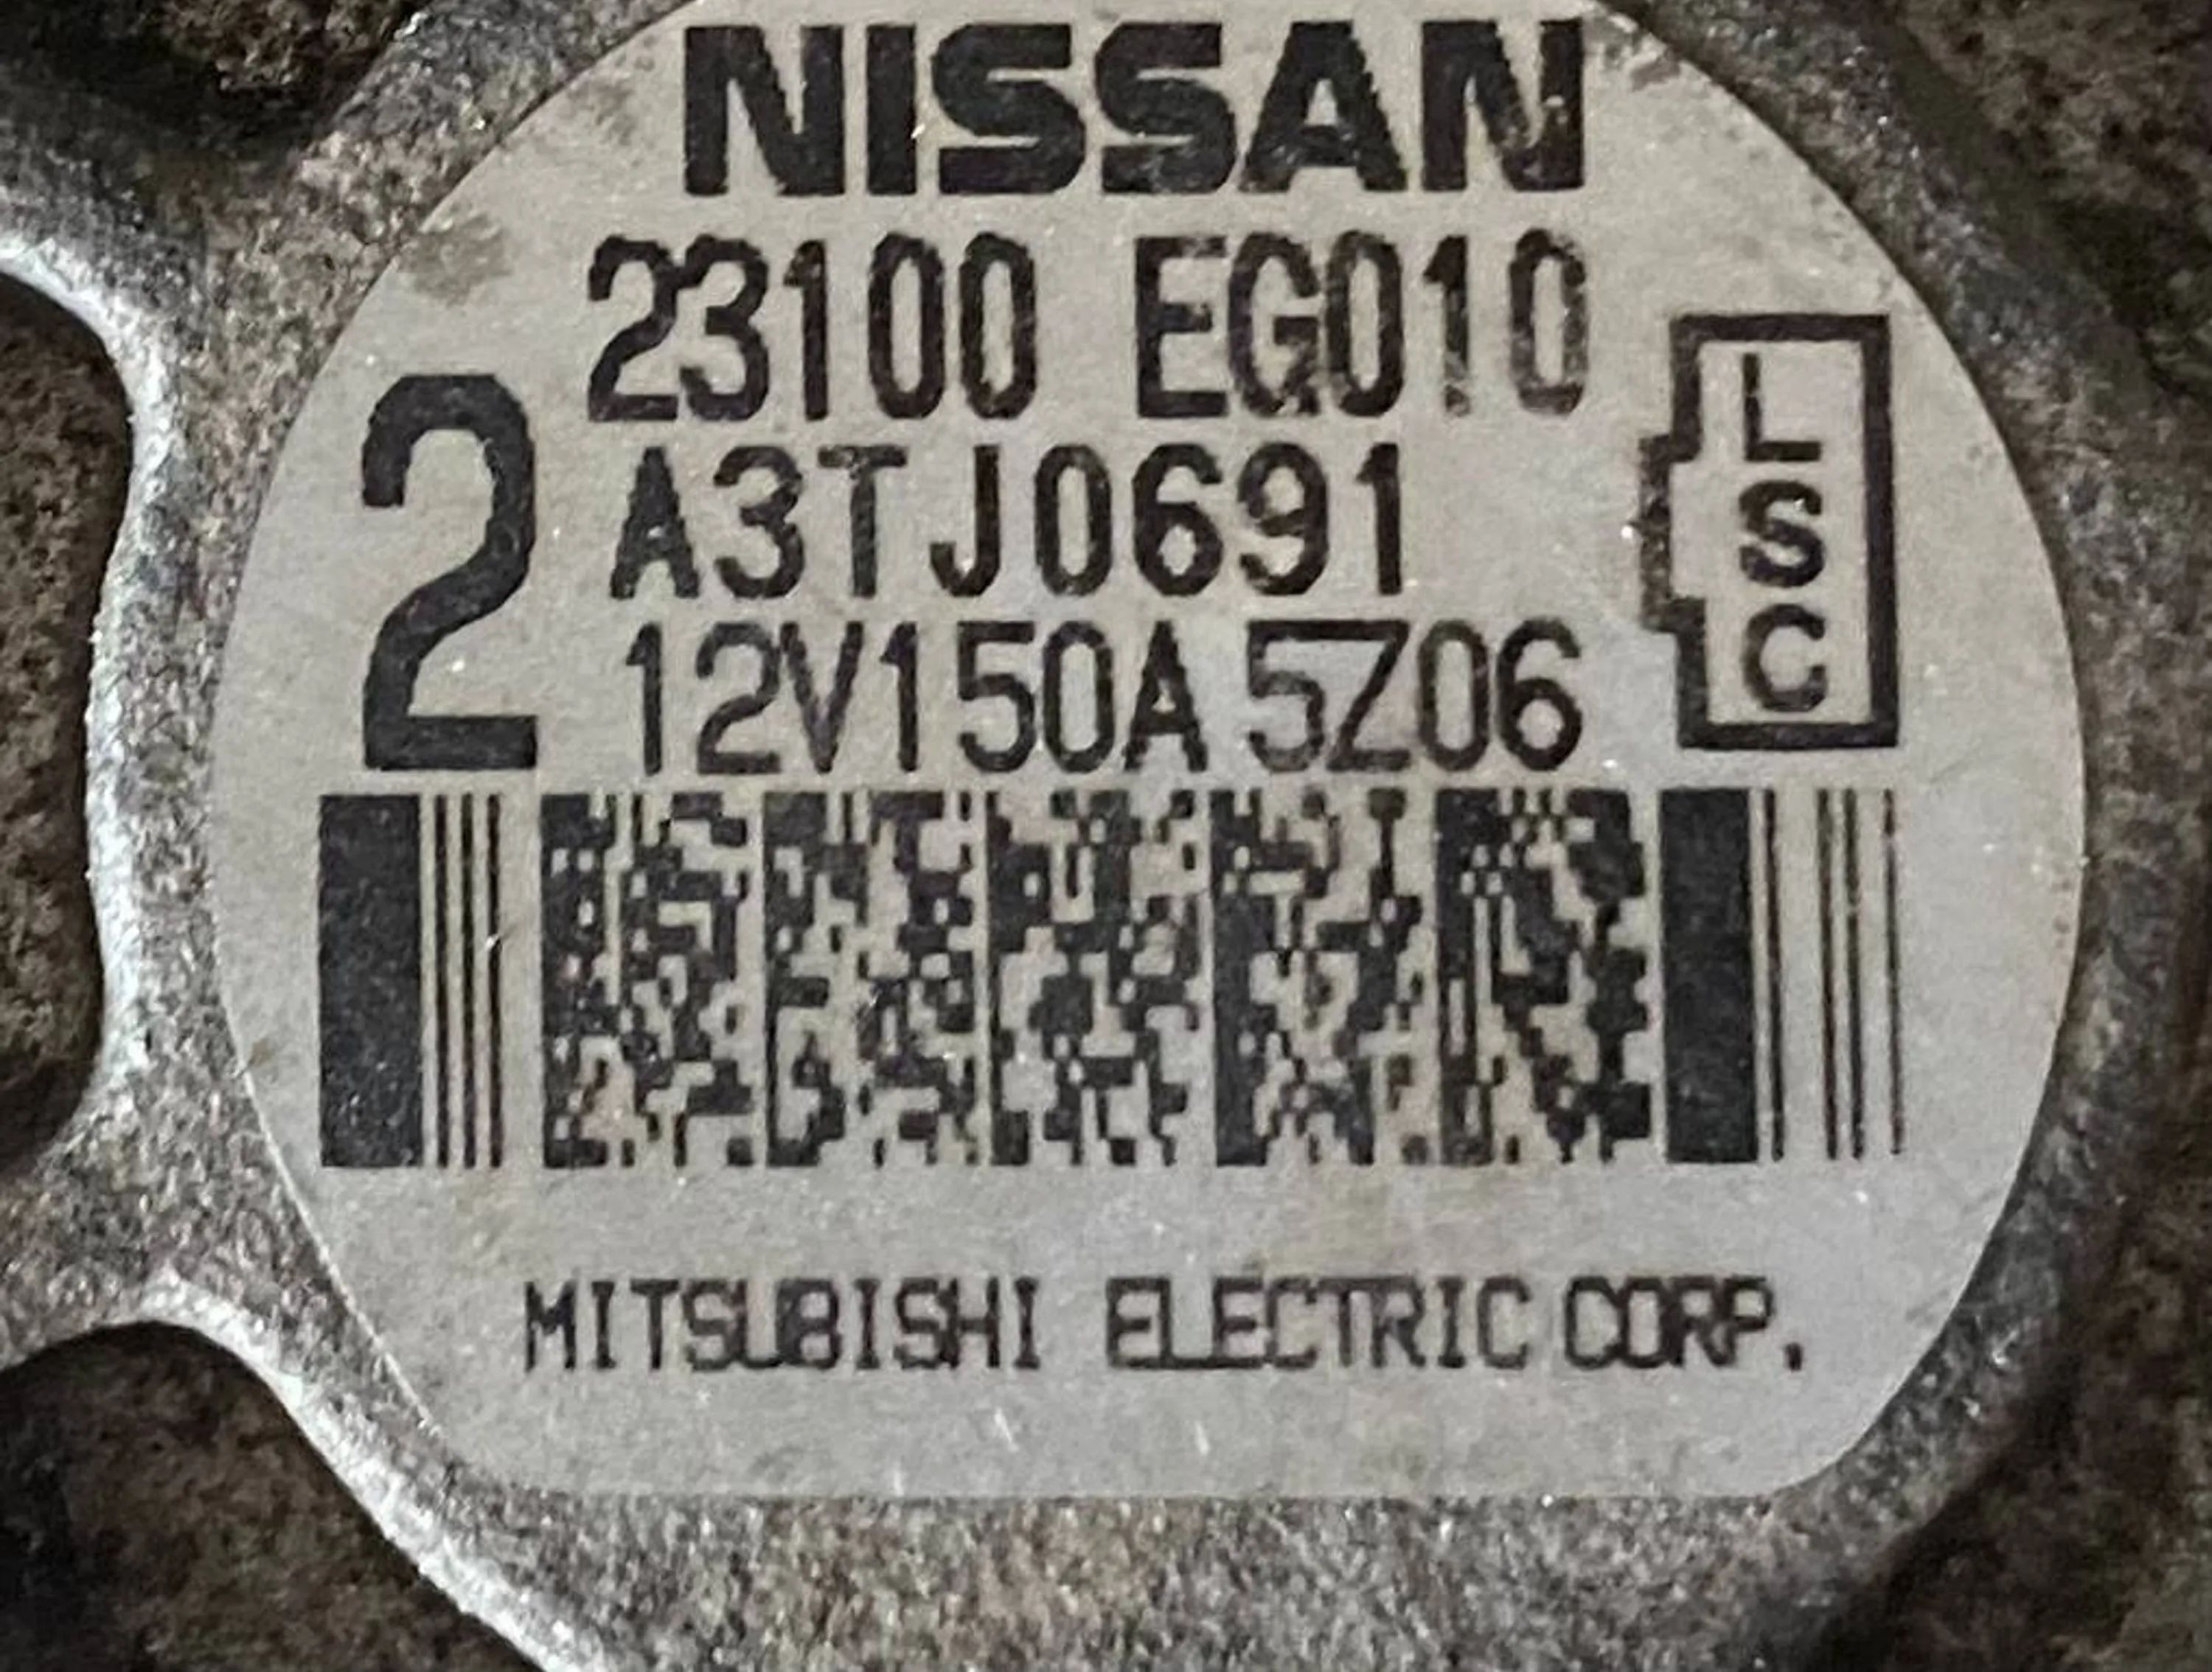 NISSAN
23100 EG010
2
A3TJ0691
12V150A 5Z06
L
S
C
MITSUBISHI ELECTRIC CORP.